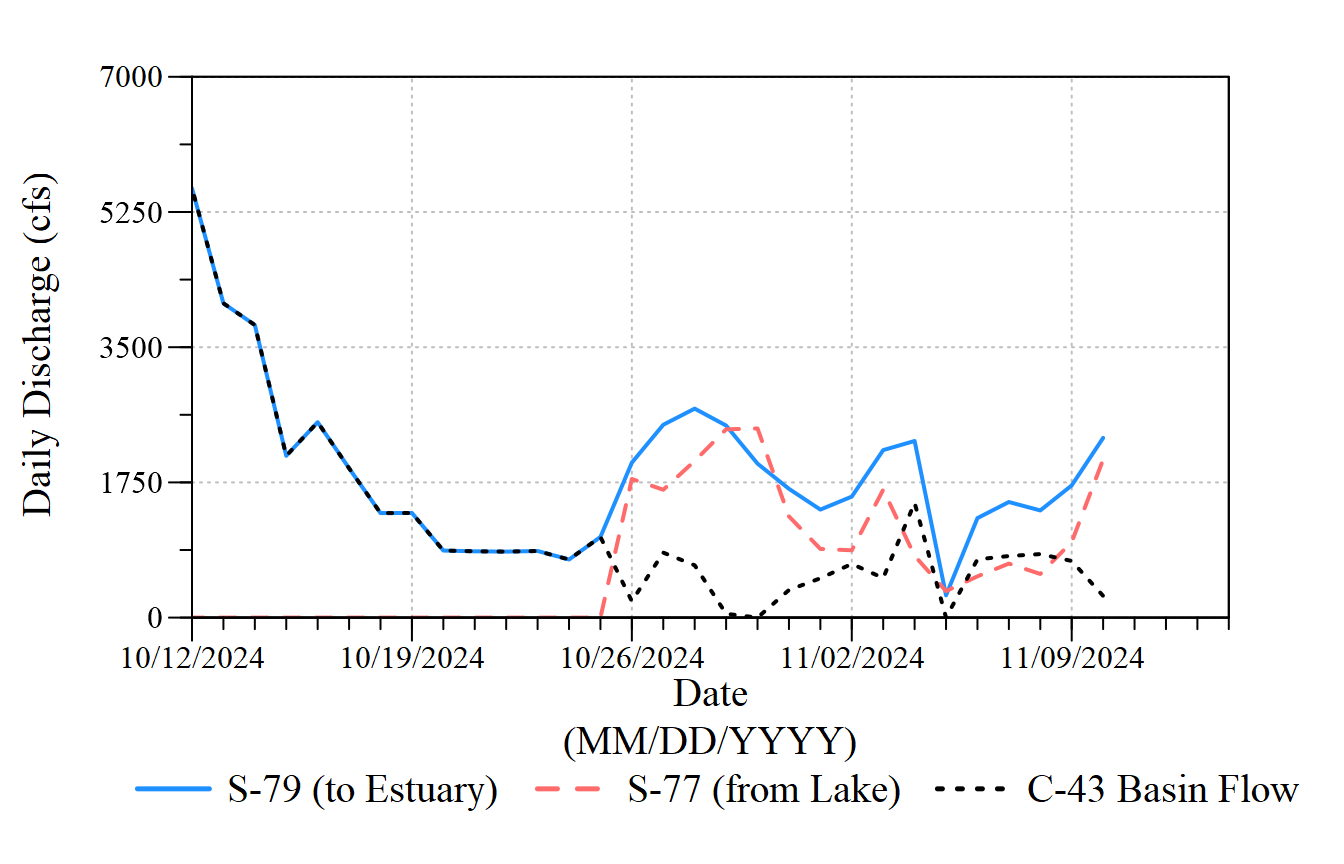 7000
5250
3500
1750
0
Daily Discharge (cfs)
10/12/2024 10/19/2024 10/26/2024 11/02/2024 11/09/2024
Date
(MM/DD/YYYY)
S-79 (to Estuary) S-77 (from Lake) C-43 Basin Flow